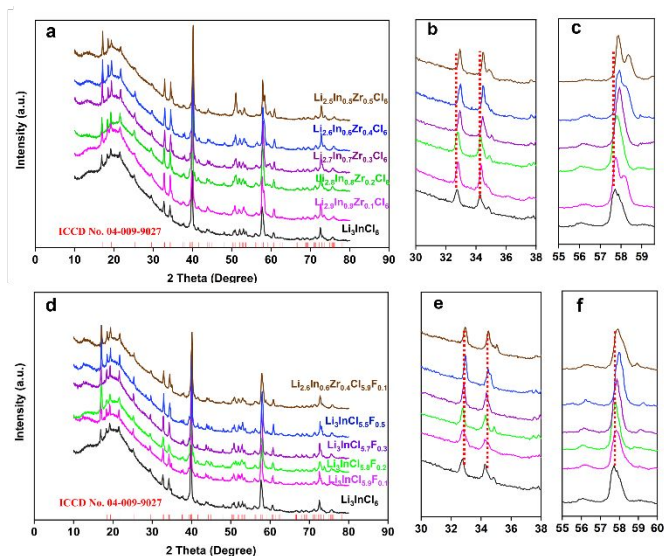 a
Intensity (a.u.)
Li2.5In0.5Zr0.5Cl6
Li2.6In0.6Zr0.4Cl6
Li2.7In0.7Zr0.3Cl6
Li2.8In0.8Zr0.2Cl6
Li2.9In0.9Zr0.1Cl6
Li3InCl6
ICCD No. 04-009-9027
0 10 20 30 40 50 60 70 80 90
2 Theta (Degree)
b
30 32 34 36 38
c
55 56 57 58 59
d
Intensity (a.u.)
Li2.6In0.6Zr0.4Cl5.9F0.1
Li3InCl5.5F0.5
Li3InCl5.7F0.3
Li3InCl5.8F0.2
Li3InCl5.9F0.1
Li3InCl6
ICCD No. 04-009-9027
0 10 20 30 40 50 60 70 80 90
2 Theta (Degree)
e
30 32 34 36 38
f
55 56 57 58 59 60